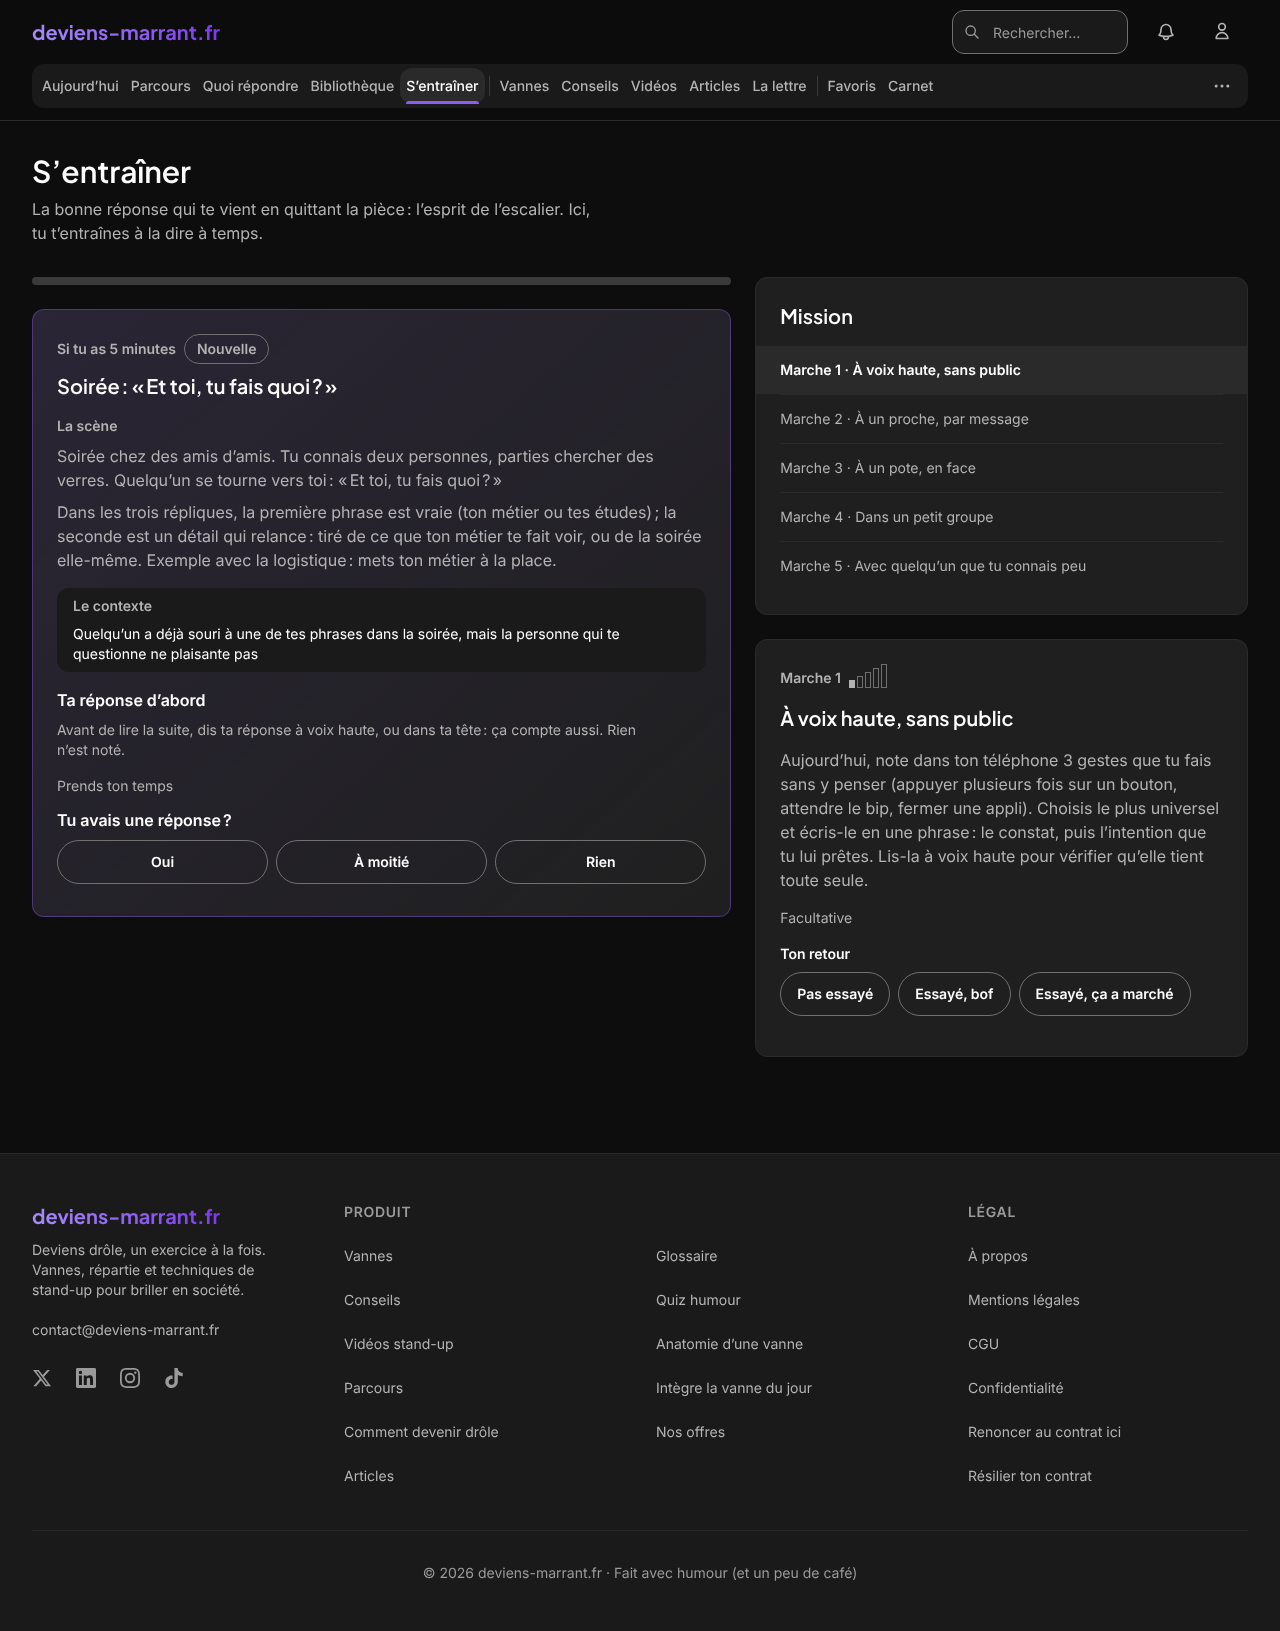 deviens-marrant.fr
Rechercher...
Aujourd’hui Parcours Quoi répondre Bibliothèque S’entraîner Vannes Conseils Vidéos Articles La lettre Favoris Carnet
S’entraîner
La bonne réponse qui te vient en quittant la pièce : l’esprit de l’escalier. Ici,
tu t’entraînes à la dire à temps.
Si tu as 5 minutes Nouvelle
Soirée : « Et toi, tu fais quoi ? »
La scène
Soirée chez des amis d’amis. Tu connais deux personnes, parties chercher des
verres. Quelqu’un se tourne vers toi : « Et toi, tu fais quoi ? »
Dans les trois répliques, la première phrase est vraie (ton métier ou tes études) ; la
seconde est un détail qui relance : tiré de ce que ton métier te fait voir, ou de la soirée
elle-même. Exemple avec la logistique : mets ton métier à la place.
Le contexte
Quelqu’un a déjà souri à une de tes phrases dans la soirée, mais la personne qui te
questionne ne plaisante pas
Ta réponse d’abord
Avant de lire la suite, dis ta réponse à voix haute, ou dans ta tête : ça compte aussi. Rien
n’est noté.
Prends ton temps
Tu avais une réponse ?
Oui À moitié Rien
Mission
Marche 1 · À voix haute, sans public
Marche 2 · À un proche, par message
Marche 3 · À un pote, en face
Marche 4 · Dans un petit groupe
Marche 5 · Avec quelqu’un que tu connais peu
Marche 1
À voix haute, sans public
Aujourd’hui, note dans ton téléphone 3 gestes que tu fais
sans y penser (appuyer plusieurs fois sur un bouton,
attendre le bip, fermer une appli). Choisis le plus universel
et écris-le en une phrase : le constat, puis l’intention que
tu lui prêtes. Lis-la à voix haute pour vérifier qu’elle tient
toute seule.
Facultative
Ton retour
Pas essayé Essayé, bof Essayé, ça a marché
deviens-marrant.fr
Deviens drôle, un exercice à la fois.
Vannes, répartie et techniques de
stand-up pour briller en société.
contact@deviens-marrant.fr
PRODUIT
Vannes
Conseils
Vidéos stand-up
Parcours
Comment devenir drôle
Articles
Glossaire
Quiz humour
Anatomie d’une vanne
Intègre la vanne du jour
Nos offres
LÉGAL
À propos
Mentions légales
CGU
Confidentialité
Renoncer au contrat ici
Résilier ton contrat
© 2026 deviens-marrant.fr · Fait avec humour (et un peu de café)